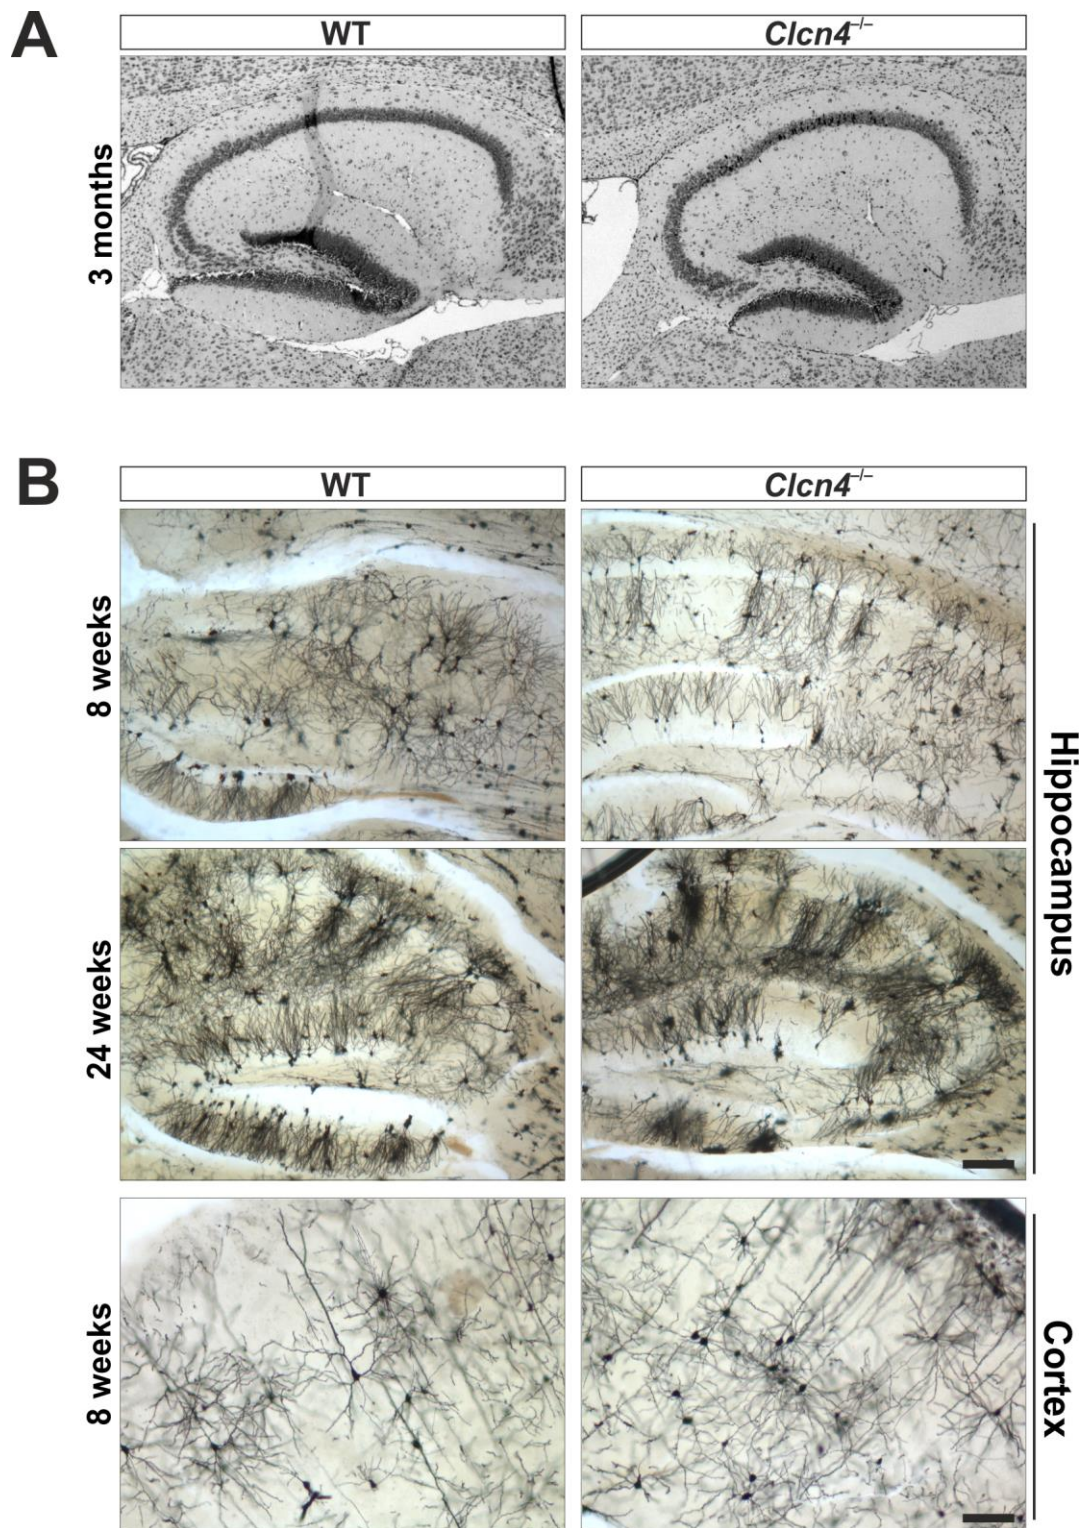 A
WT
Clcn4–/–
3 months
B
WT
Clcn4–/–
8 weeks
24 weeks
Hippocampus
8 weeks
Cortex